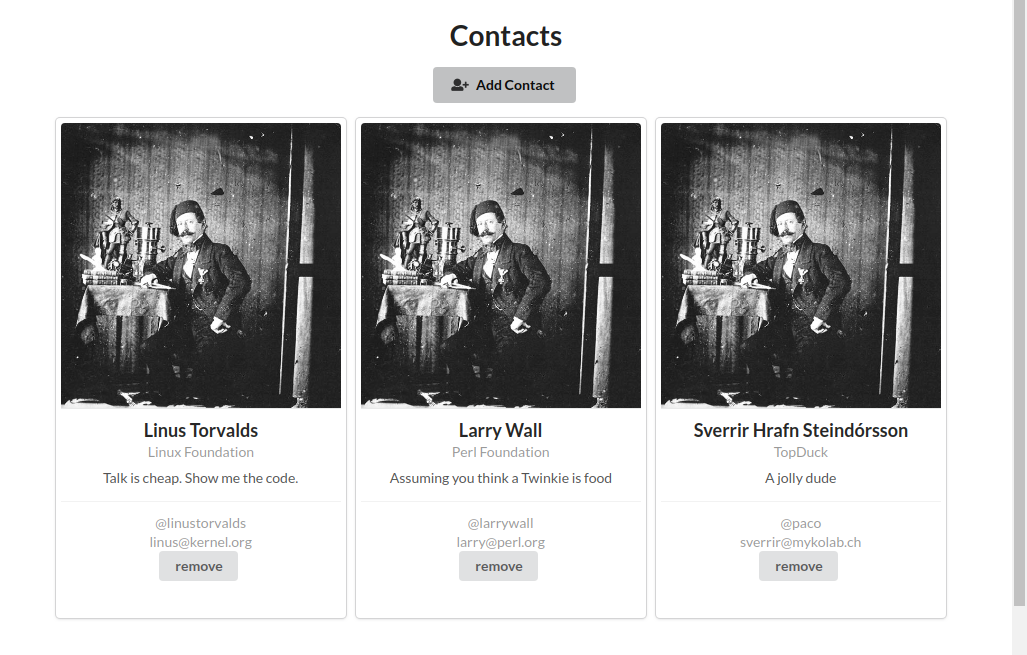 Contacts
Add Contact
Linus Torvalds
Linux Foundation
Talk is cheap. Show me the code.
@linustorvalds
linus@kernel.org
remove
Larry Wall
Perl Foundation
Assuming you think a Twinkie is food
@larrywall
larry@perl.org
remove
Sverrir Hrafn Steindórsson
TopDuck
A jolly dude
@paco
sverrir@mykolab.ch
remove